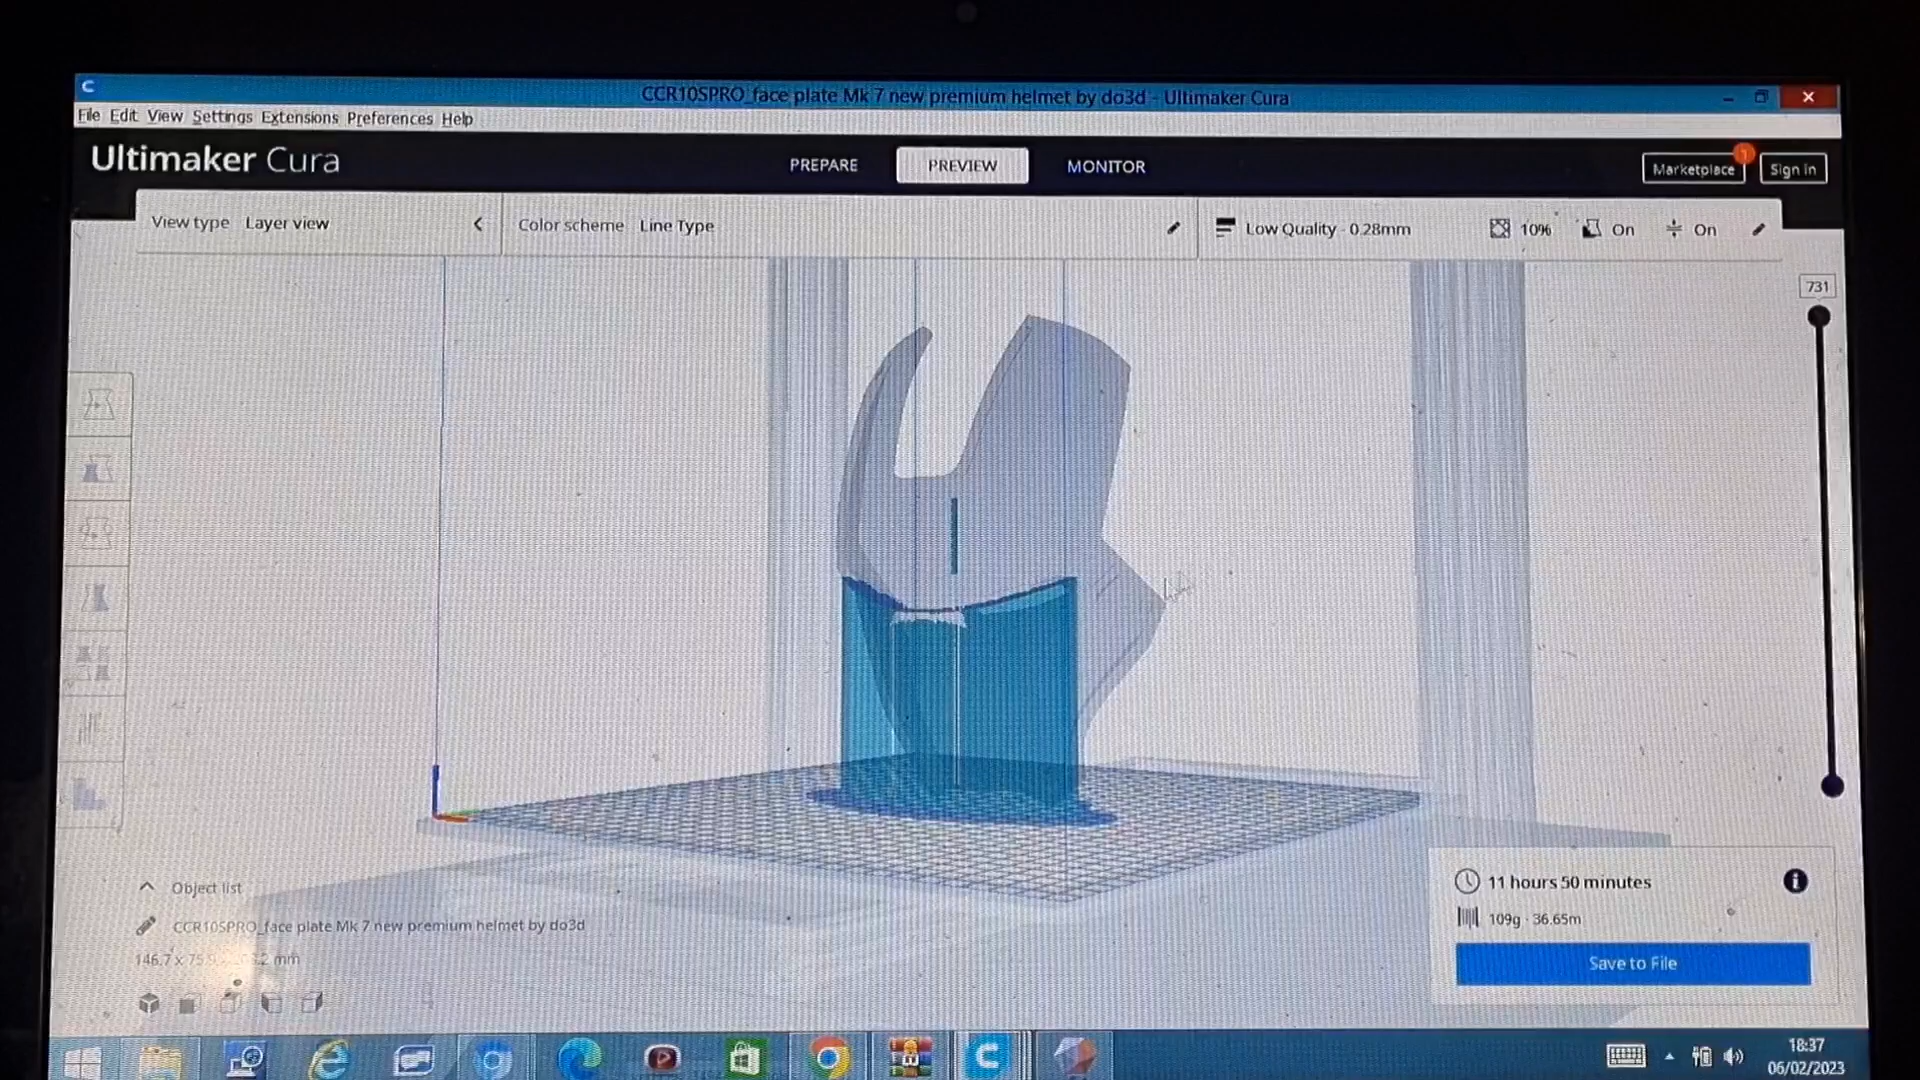 CCR10SPRO_face plate Mk 7 new premium helmet by do3d - Ultimaker Cura
File Edit View Settings Extensions Preferences Help
Ultimaker Cura
PREPARE
PREVIEW
MONITOR
Marketplace
1
Sign in
View type Layer view
Color scheme Line Type
Low Quality - 0.28mm
10%
On
On
731
Object list
CCR10SPRO_face plate Mk 7 new premium helmet by do3d
146.7 x mm
11 hours 50 minutes
109g · 36.65m
Save to File
18:37
06/02/2023